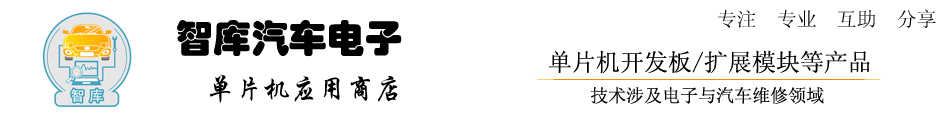 智库
智库汽车电子
单片机应用商店
专注 专业 互助 分享
单片机开发板/扩展模块等产品
技术涉及电子与汽车维修领域